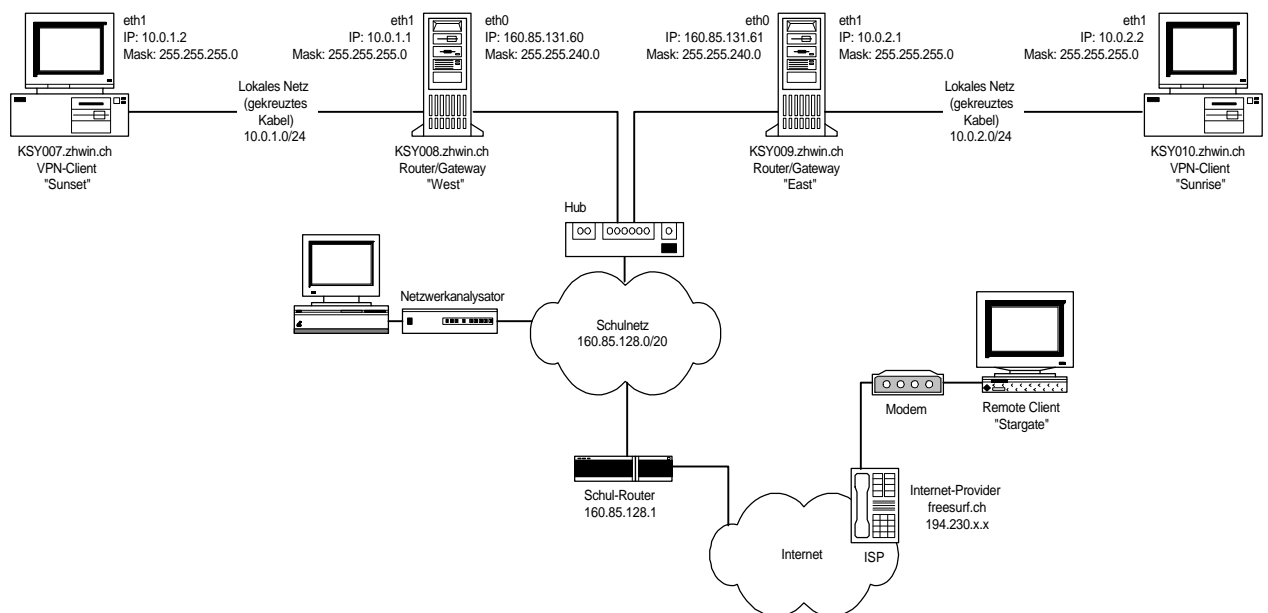 eth1
IP: 10.0.1.2
Mask: 255.255.255.0
eth1
IP: 10.0.1.1
Mask: 255.255.255.0
eth0
IP: 160.85.131.60
Mask: 255.255.240.0
eth0
IP: 160.85.131.61
Mask: 255.255.240.0
eth1
IP: 10.0.2.1
Mask: 255.255.255.0
eth1
IP: 10.0.2.2
Mask: 255.255.255.0
Lokales Netz
(gekreuztes
Kabel)
10.0.1.0/24
Lokales Netz
(gekreuztes
Kabel)
10.0.2.0/24
KSY007.zhwin.ch
VPN-Client
"Sunset"
KSY008.zhwin.ch
Router/Gateway
"West"
KSY009.zhwin.ch
Router/Gateway
"East"
KSY010.zhwin.ch
VPN-Client
"Sunrise"
Hub
Netzwerkanalysator
Schulnetz
160.85.128.0/20
Modem
Remote Client
"Stargate"
Schul-Router
160.85.128.1
Internet-Provider
freesurf.ch
194.230.x.x
Internet
ISP